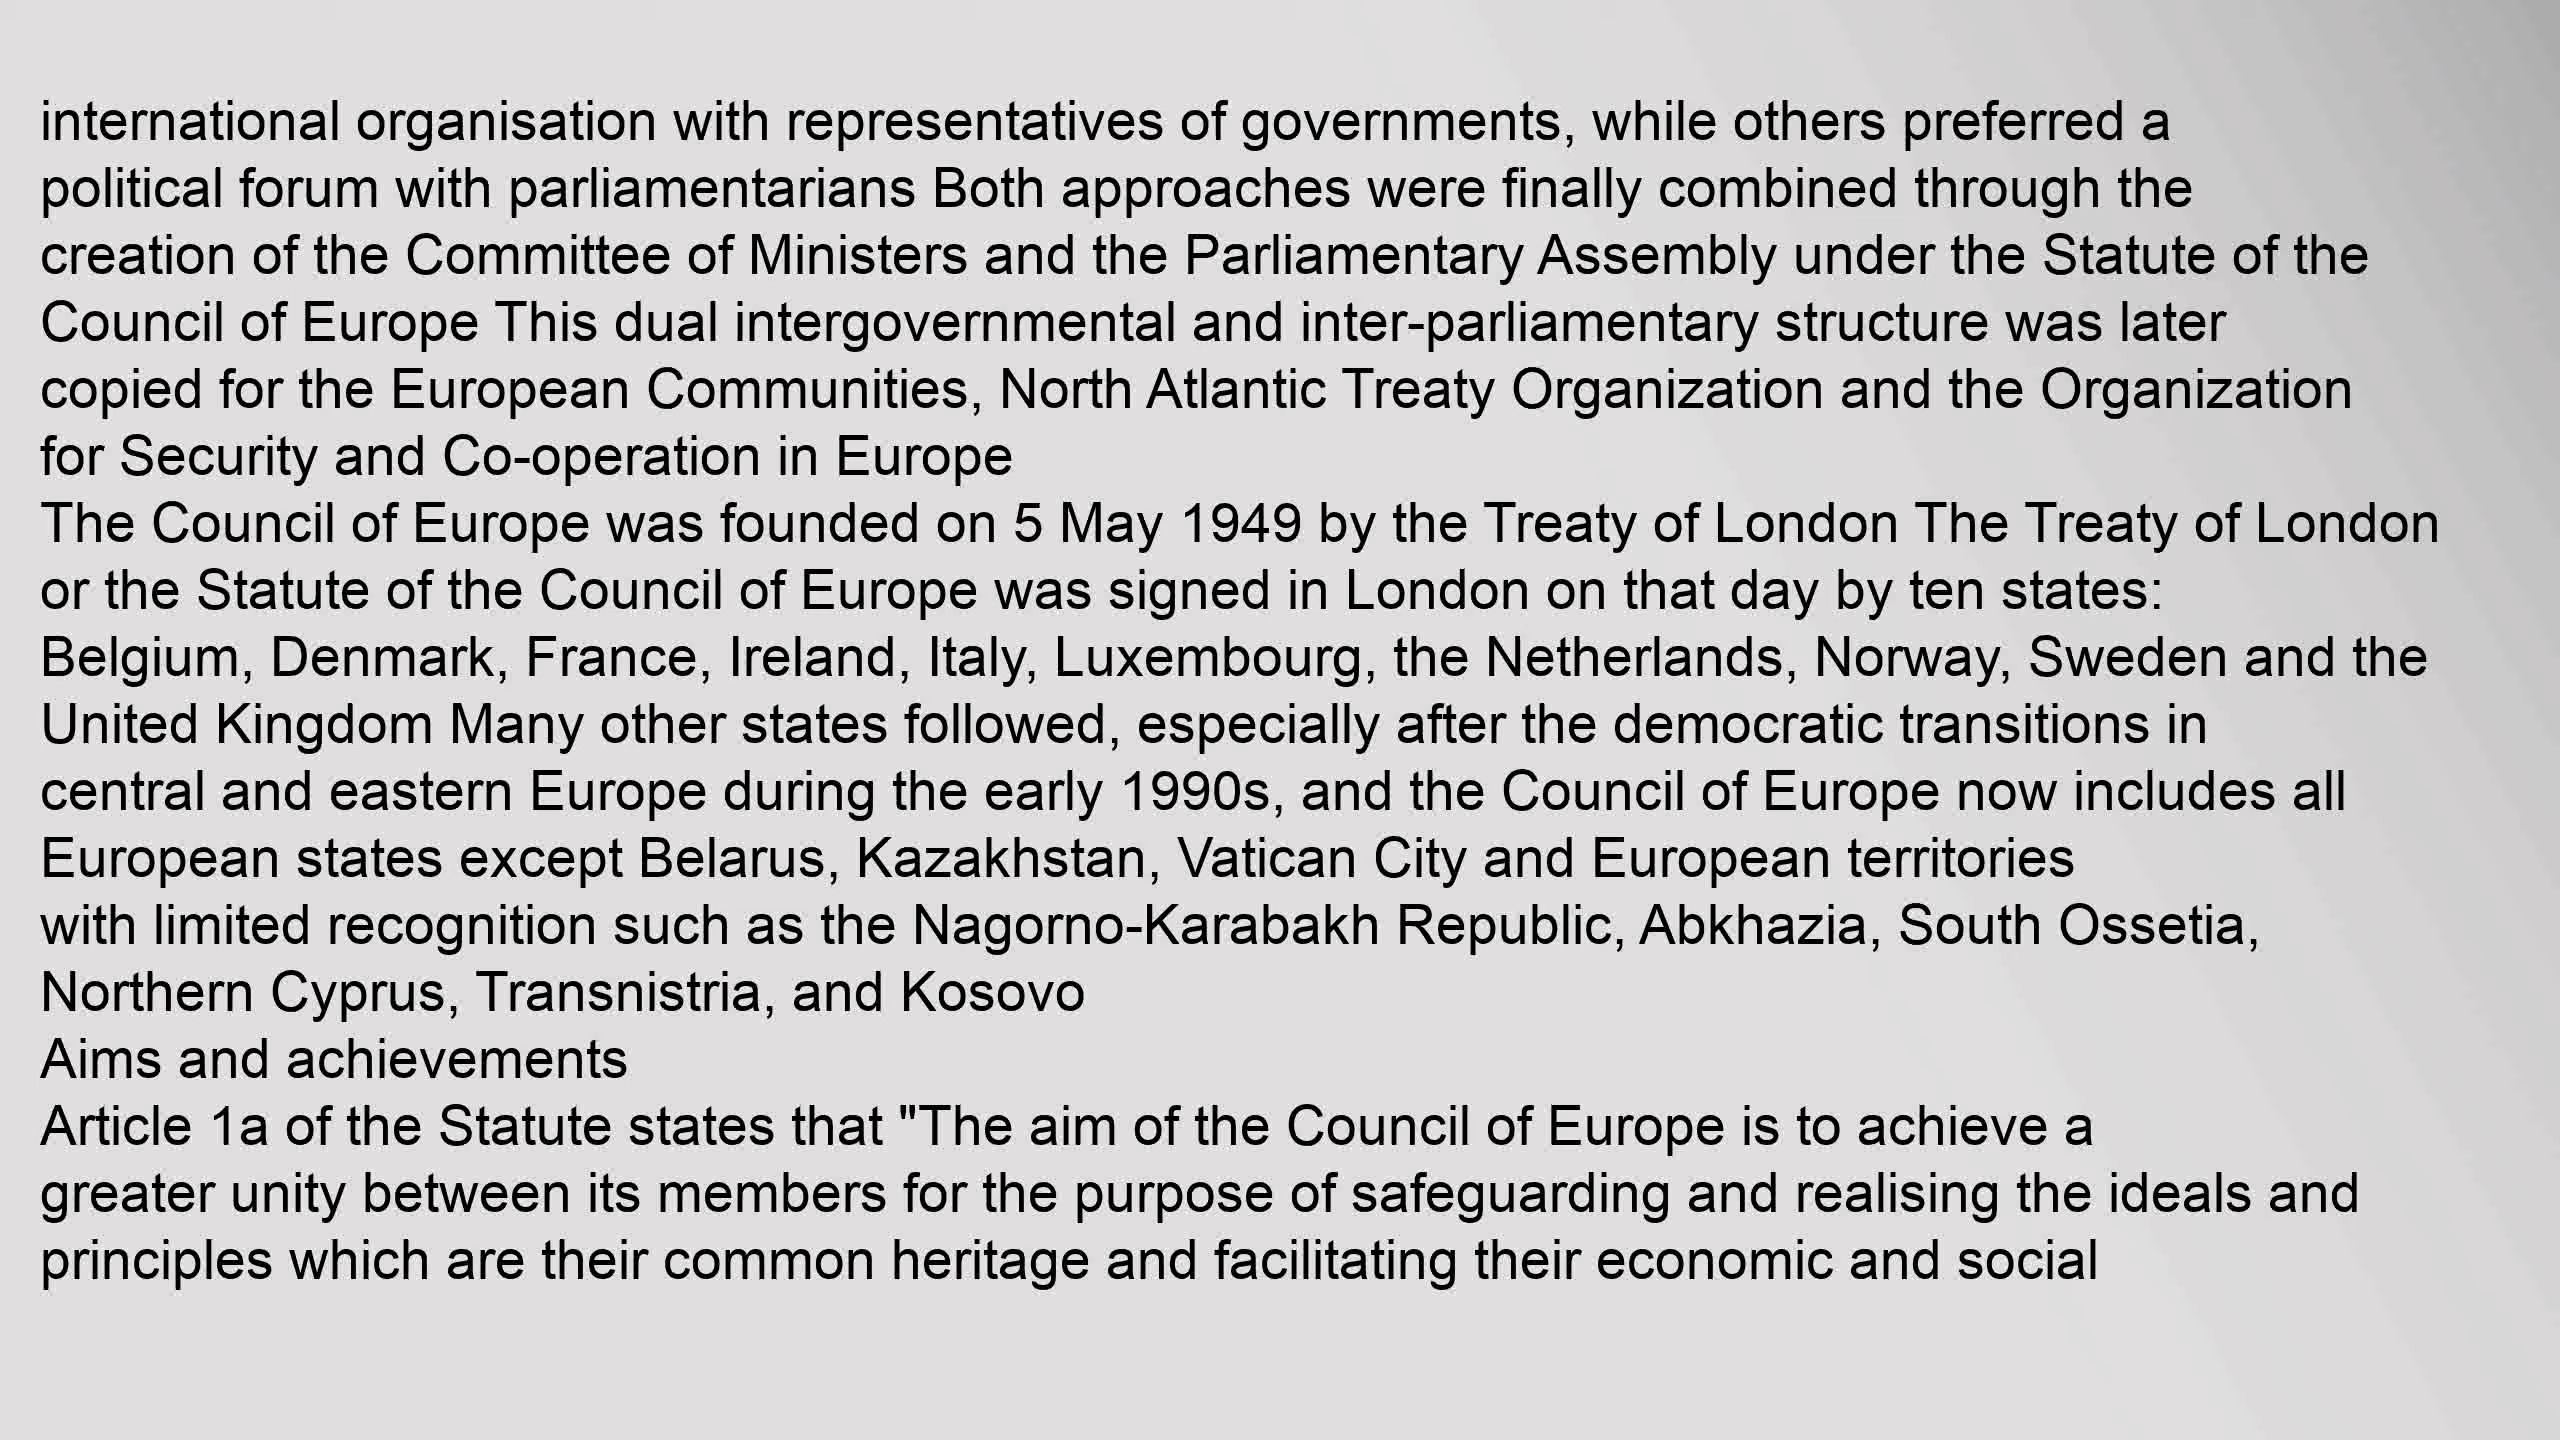 international organisation with representatives of governments, while others preferred a
political forum with parliamentarians Both approaches were finally combined through the
creation of the Committee of Ministers and the Parliamentary Assembly under the Statute of the
Council of Europe This dual intergovernmental and inter-parliamentary structure was later
copied for the European Communities, North Atlantic Treaty Organization and the Organization
for Security and Co-operation in Europe
The Council of Europe was founded on 5 May 1949 by the Treaty of London The Treaty of London
or the Statute of the Council of Europe was signed in London on that day by ten states:
Belgium, Denmark, France, Ireland, Italy, Luxembourg, the Netherlands, Norway, Sweden and the
United Kingdom Many other states followed, especially after the democratic transitions in
central and eastern Europe during the early 1990s, and the Council of Europe now includes all
European states except Belarus, Kazakhstan, Vatican City and European territories
with limited recognition such as the Nagorno-Karabakh Republic, Abkhazia, South Ossetia,
Northern Cyprus, Transnistria, and Kosovo
Aims and achievements
Article 1a of the Statute states that "The aim of the Council of Europe is to achieve a
greater unity between its members for the purpose of safeguarding and realising the ideals and
principles which are their common heritage and facilitating their economic and social